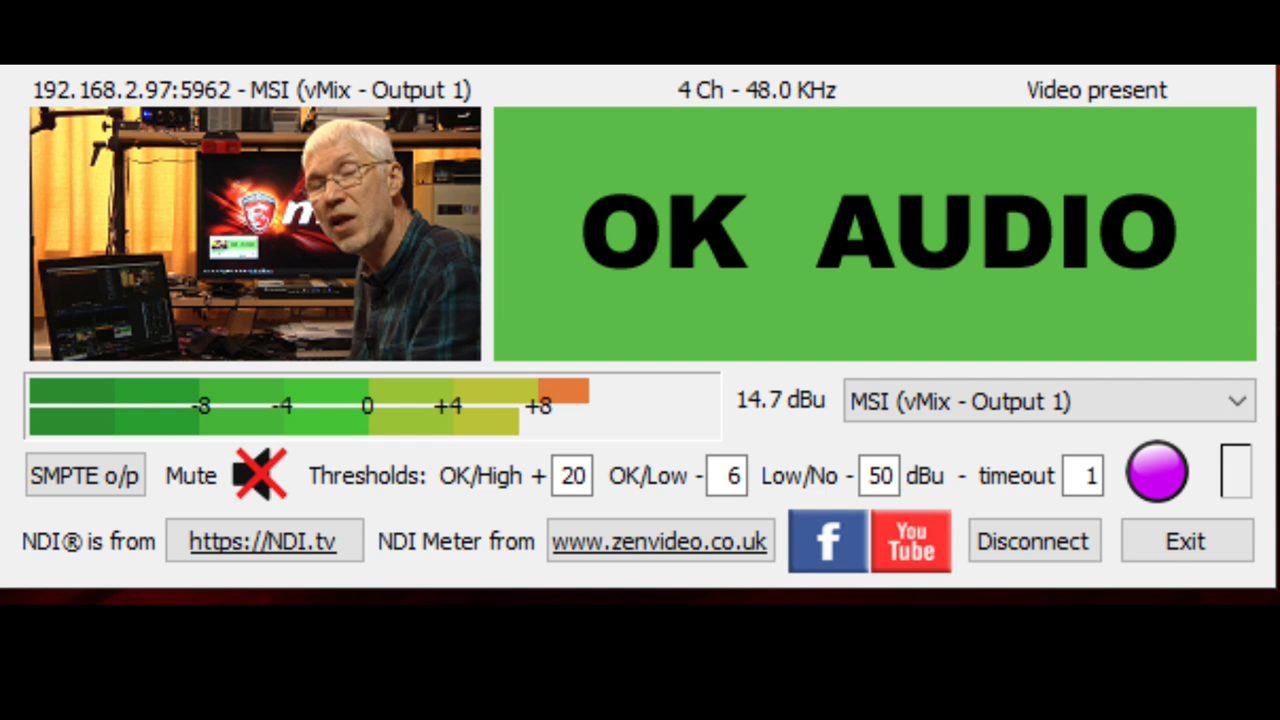 192.168.2.97:5962 - MSI (vMix - Output 1) 4 Ch - 48.0 KHz Video present
OK AUDIO
-8 -4 0 +4 +8 14.7 dBu MSI (vMix - Output 1)
SMPTE o/p Mute Thresholds: OK/High + 20 OK/Low - 6 Low/No - 50 dBu - timeout 1
NDI® is from https://NDI.tv NDI Meter from www.zenvideo.co.uk f You Tube Disconnect Exit